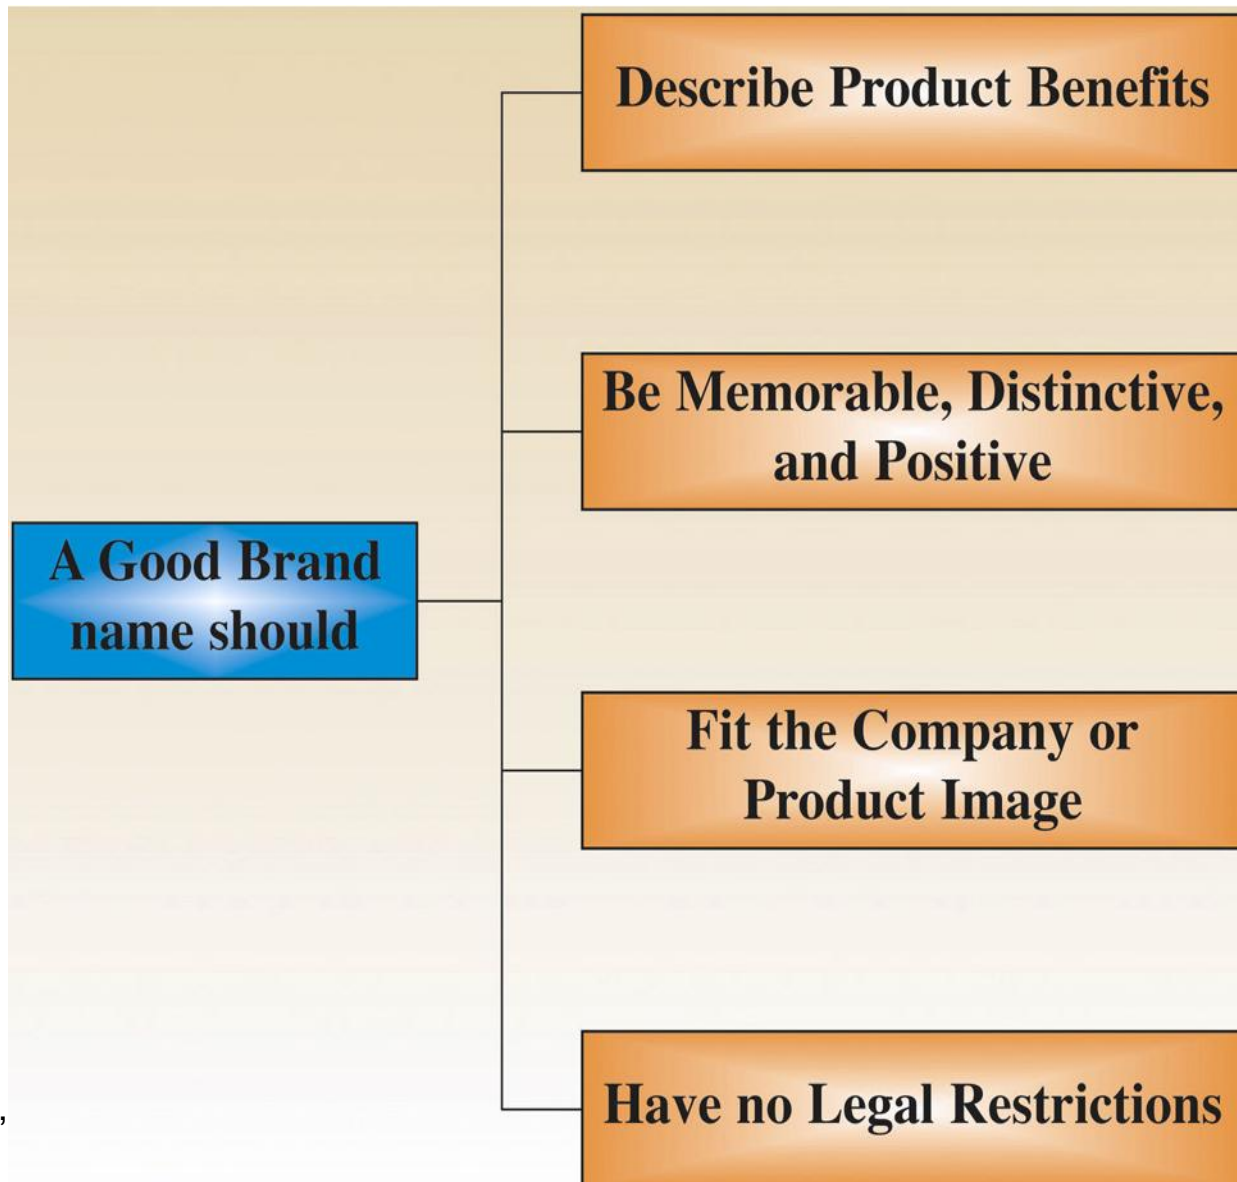 Describe Product Benefits
Be Memorable, Distinctive,
and Positive
A Good Brand
name should
Fit the Company or
Product Image
Have no Legal Restrictions
,